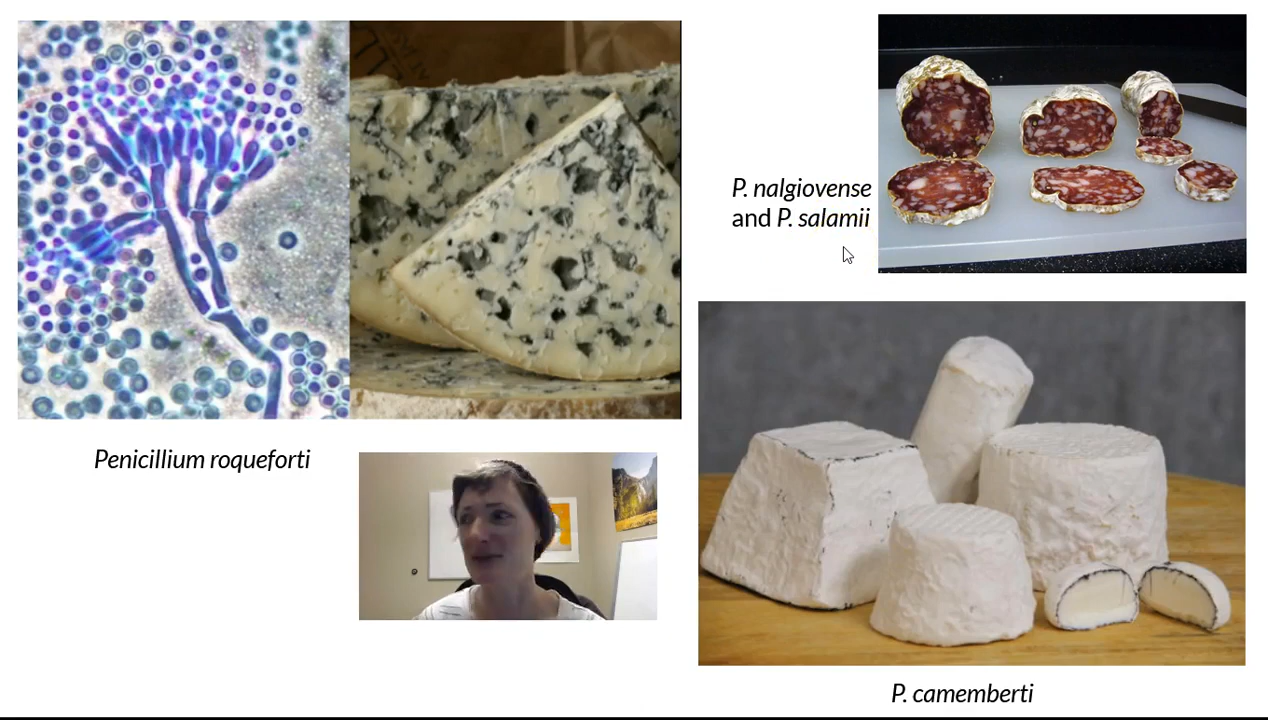 P. nalgiovense
and P. salamii
Penicillium roqueforti
P. camemberti